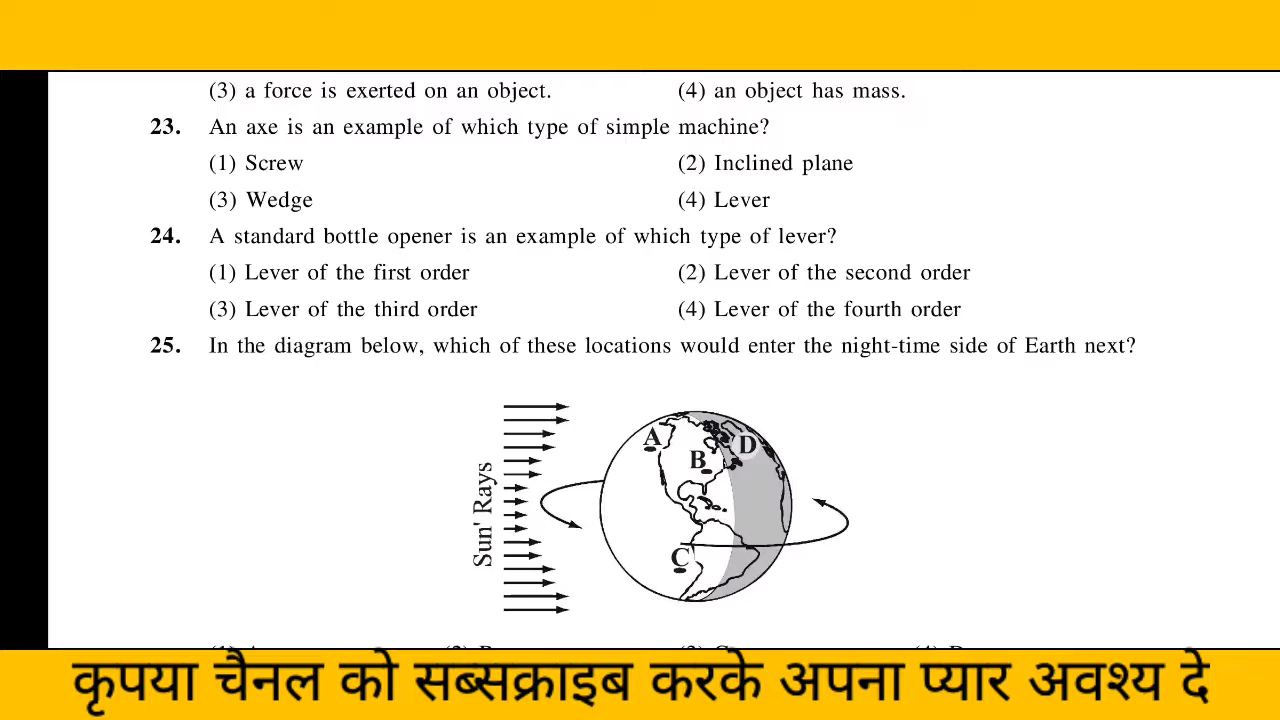 (3) a force is exerted on an object. (4) an object has mass.
23. An axe is an example of which type of simple machine?
(1) Screw (2) Inclined plane
(3) Wedge (4) Lever
24. A standard bottle opener is an example of which type of lever?
(1) Lever of the first order (2) Lever of the second order
(3) Lever of the third order (4) Lever of the fourth order
25. In the diagram below, which of these locations would enter the night-time side of Earth next?
A
D
B
Sun' Rays
C
कृपया चैनल को सब्सक्राइब करके अपना प्यार अवश्य दे